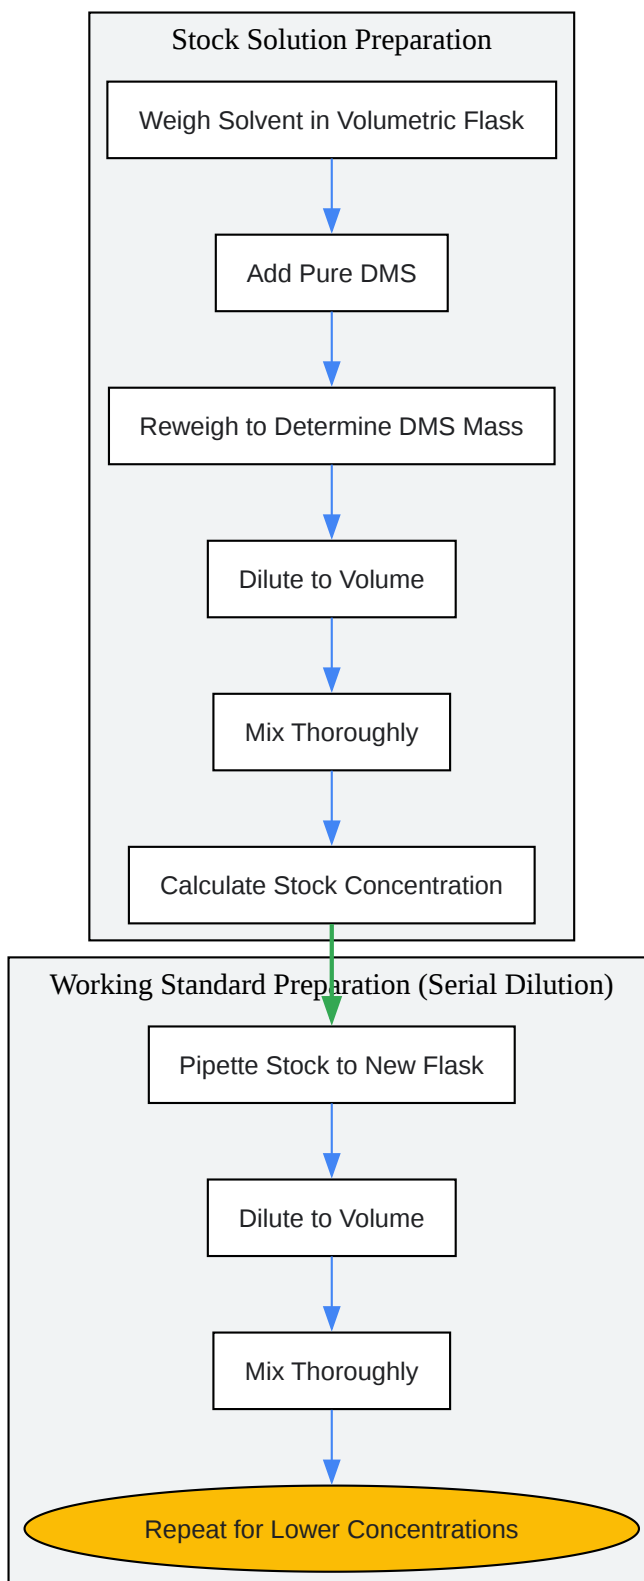 Stock Solution Preparation
Weigh Solvent in Volumetric Flask
Add Pure DMS
Reweigh to Determine DMS Mass
Dilute to Volume
Mix Thoroughly
Calculate Stock Concentration
Working Standard Preparation (Serial Dilution)
Pipette Stock to New Flask
Dilute to Volume
Mix Thoroughly
Repeat for Lower Concentrations